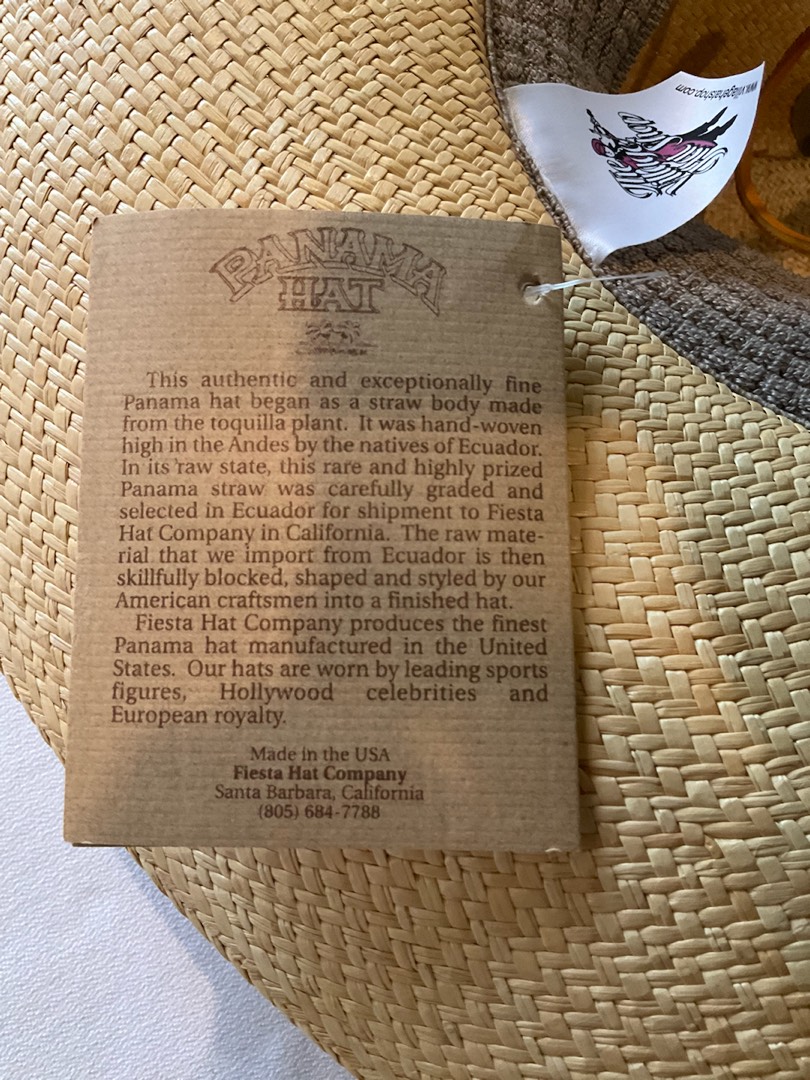 PANAMA
HAT
This authentic and exceptionally fine
Panama hat began as a straw body made
from the toquilla plant. It was hand-woven
high in the Andes by the natives of Ecuador.
In its raw state, this rare and highly prized
Panama straw was carefully graded and
selected in Ecuador for shipment to Fiesta
Hat Company in California. The raw mate-
rial that we import from Ecuador is then
skillfully blocked, shaped and styled by our
American craftsmen into a finished hat.
Fiesta Hat Company produces the finest
Panama hat manufactured in the United
States. Our hats are worn by leading sports
figures, Hollywood celebrities and
European royalty.
Made in the USA
Fiesta Hat Company
Santa Barbara, California
(805) 684-7788
www.villagehatshop.com